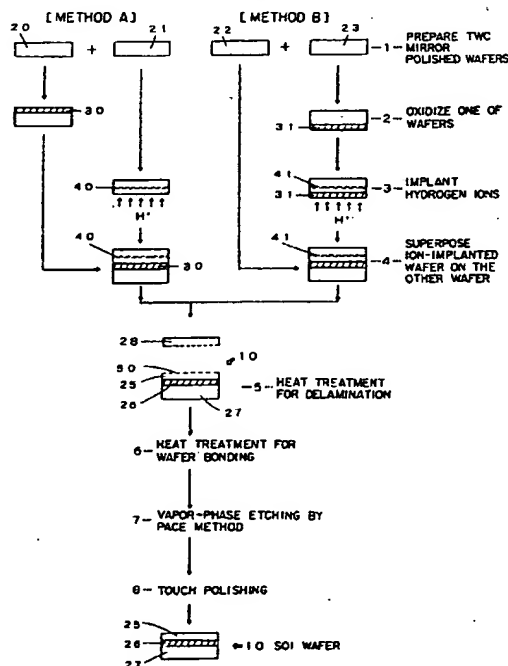 [METHOD A] [METHOD B]
20 + 21 22 + 23
1- PREPARE TWC MIRROR POLISHED WAFERS
30
2- OXIDIZE ONE OF WAFERS
31
40
H+
41
31
H+
3- IMPLANT HYDROGEN IONS
40
30
41
4- SUPERPOSE ION-IMPLANTED WAFER ON THE OTHER WAFER
28
10
50
25
26
27
5- HEAT TREATMENT FOR DELAMINATION
6- HEAT TREATMENT FOR WAFER BONDING
7- VAPOR-PHASE ETCHING BY PACE METHOD
8- TOUCH POLISHING
25
26
27
10 SOI WAFER